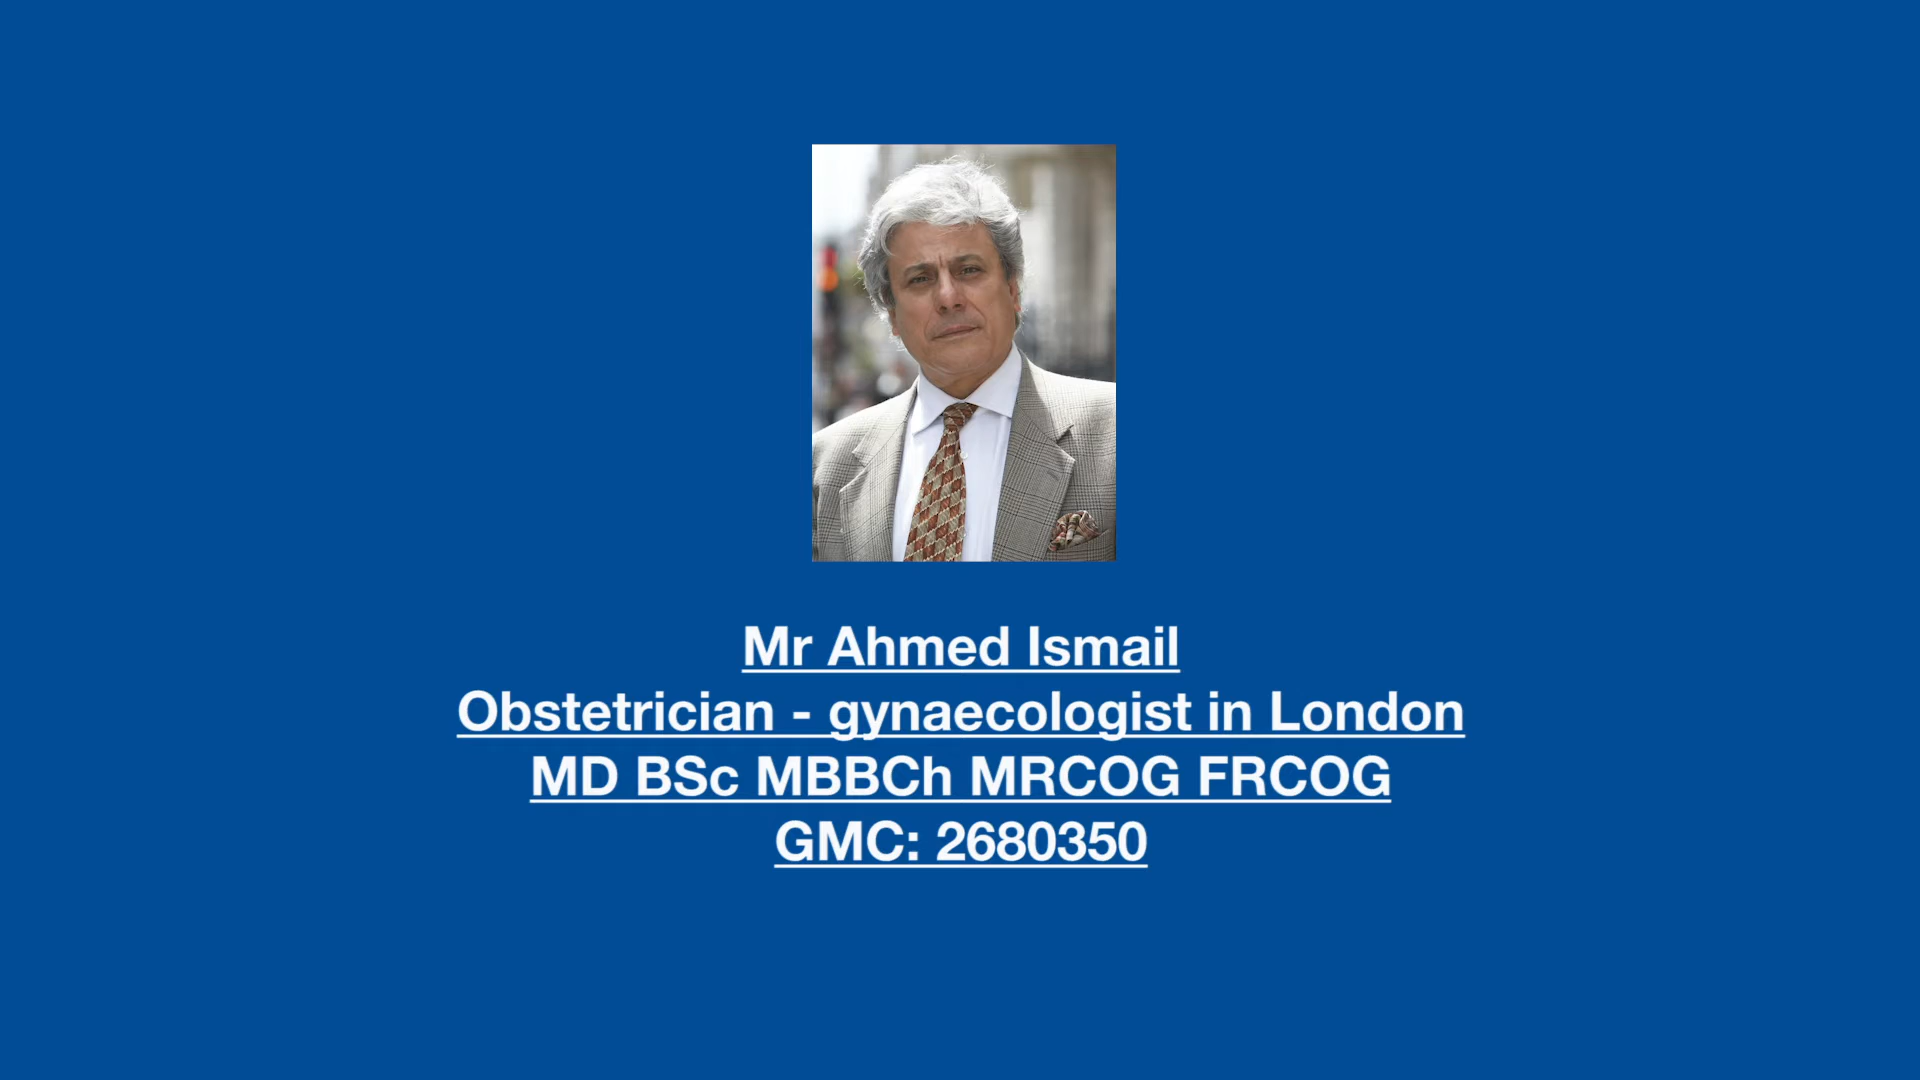 Mr Ahmed Ismail
Obstetrician - gynaecologist in London
MD BSc MBBCh MRCOG FRCOG
GMC: 2680350